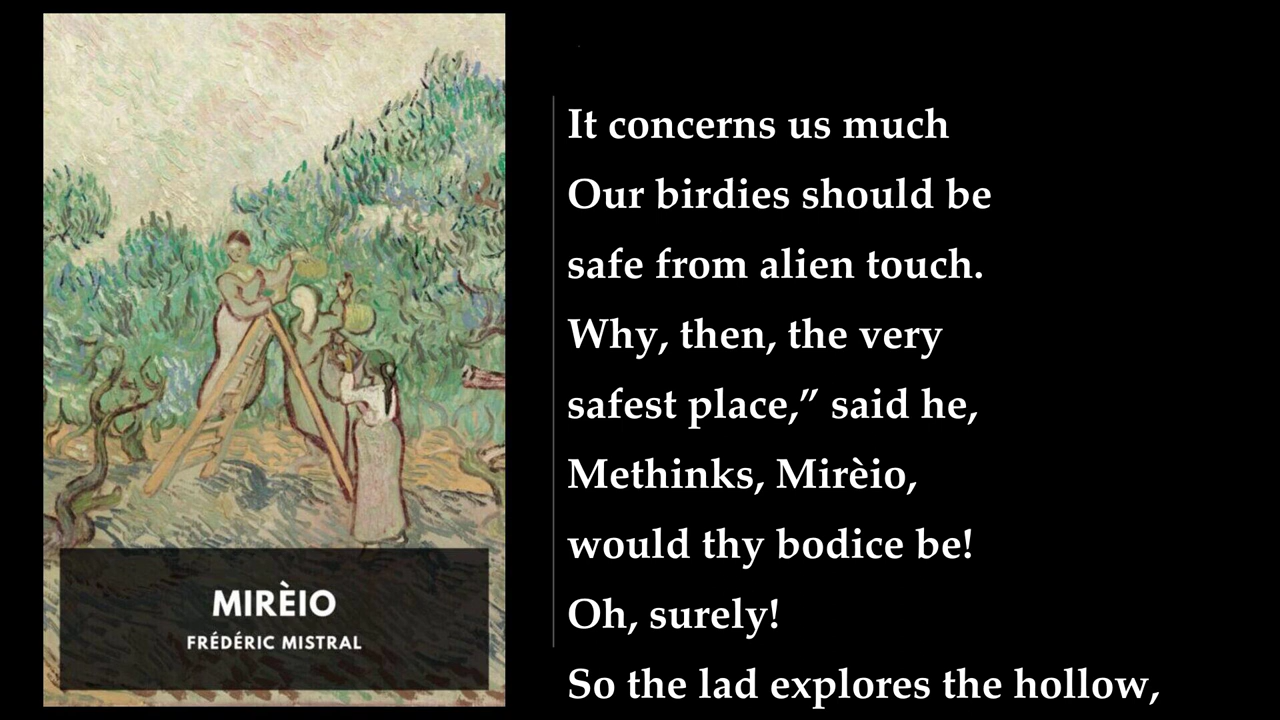 MIRÈIO
FRÉDÉRIC MISTRAL
It concerns us much
Our birdies should be
safe from alien touch.
Why, then, the very
safest place,” said he,
Methinks, Mirèio,
would thy bodice be!
Oh, surely!
So the lad explores the hollow,